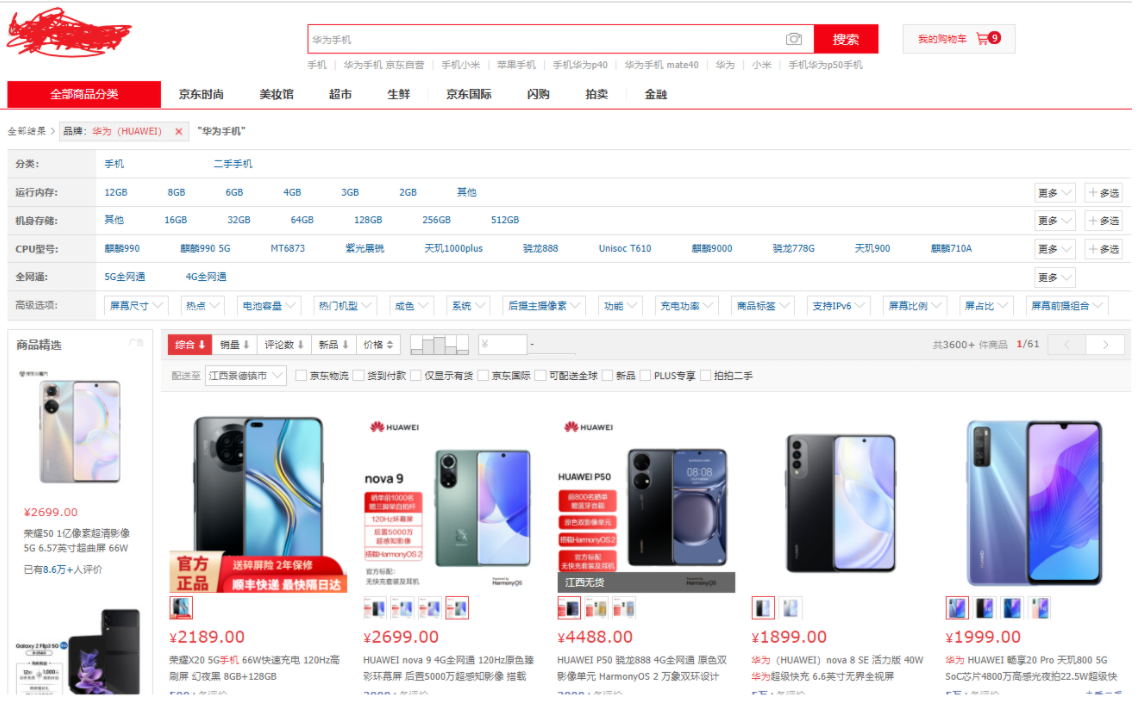 华为手机 搜索 我的购物车 9
手机 华为手机 京东自营 手机小米 苹果手机 手机华为p40 华为手机 mate40 华为 小米 手机华为p50手机
全部商品分类 京东时尚 美妆馆 超市 生鲜 京东国际 闪购 拍卖 金融
全部结果 > 品牌：华为（HUAWEI） × "华为手机"
分类： 手机 二手手机
运行内存： 12GB 8GB 6GB 4GB 3GB 2GB 其他 更多 +多选
机身存储： 其他 16GB 32GB 64GB 128GB 256GB 512GB 更多 +多选
CPU型号： 麒麟990 麒麟990 5G MT6873 紫光展锐 天玑1000plus 骁龙888 Unisoc T610 麒麟9000 骁龙778G 天玑900 麒麟710A 更多 +多选
全网通： 5G全网通 4G全网通 更多
高级选项： 屏幕尺寸 热点 电池容量 热门机型 成色 系统 后摄主摄像素 功能 充电功率 商品标签 支持IPv6 屏幕比例 屏占比 屏幕前摄组合
商品精选 广告
¥2699.00
荣耀50 1亿像素超清影像
5G 6.57英寸超曲屏 66W
已有8.6万+人评价
Galaxy Z Flip3 5G
综合 销量 评论数 新品 价格 ¥ - 共3600+ 件商品 1/61 < >
配送至 江西景德镇市 京东物流 货到付款 仅显示有货 京东国际 可配送全球 新品 PLUS专享 拍拍二手
官方
正品
送碎屏险 2年保修
顺丰快递 最快隔日达
¥2189.00
荣耀X20 5G手机 66W快速充电 120Hz高
刷屏 幻夜黑 8GB+128GB
HUAWEI
nova 9
晒单前1000名
赠三脚架自拍杆
120Hz环幕屏
后置5000万
超感知影像
搭载HarmonyOS 2
官方标配：
无快充套装及耳机
Powered by
HarmonyOS
¥2699.00
HUAWEI nova 9 4G全网通 120Hz原色臻
彩环幕屏 后置5000万超感知影像 搭载
HUAWEI
HUAWEI P50
前800名晒单
赠蓝牙音箱
原色双影像单元
搭载HarmonyOS 2
官方标配
无快充套装及耳机
08:08
江西无货
¥4488.00
HUAWEI P50 骁龙888 4G全网通 原色双
影像单元 HarmonyOS 2 万象双环设计
¥1899.00
华为（HUAWEI）nova 8 SE 活力版 40W
华为超级快充 6.6英寸无界全视屏
¥1999.00
华为 HUAWEI 畅享20 Pro 天玑800 5G
SoC芯片4800万高感光夜拍22.5W超级快